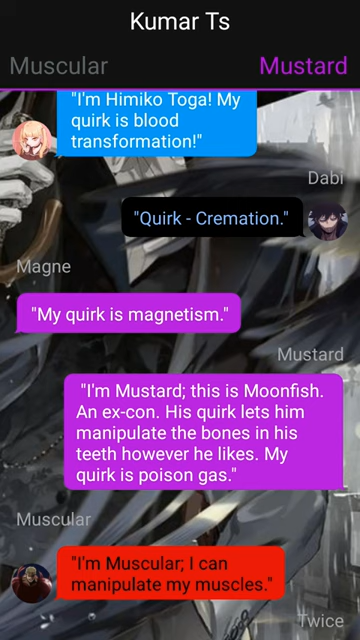 Kumar Ts
Muscular
Mustard
"I'm Himiko Toga! My
quirk is blood
transformation!"
Dabi
"Quirk - Cremation."
Magne
"My quirk is magnetism."
Mustard
"I'm Mustard; this is Moonfish.
An ex-con. His quirk lets him
manipulate the bones in his
teeth however he likes. My
quirk is poison gas."
Muscular
"I'm Muscular; I can
manipulate my muscles."
Twice